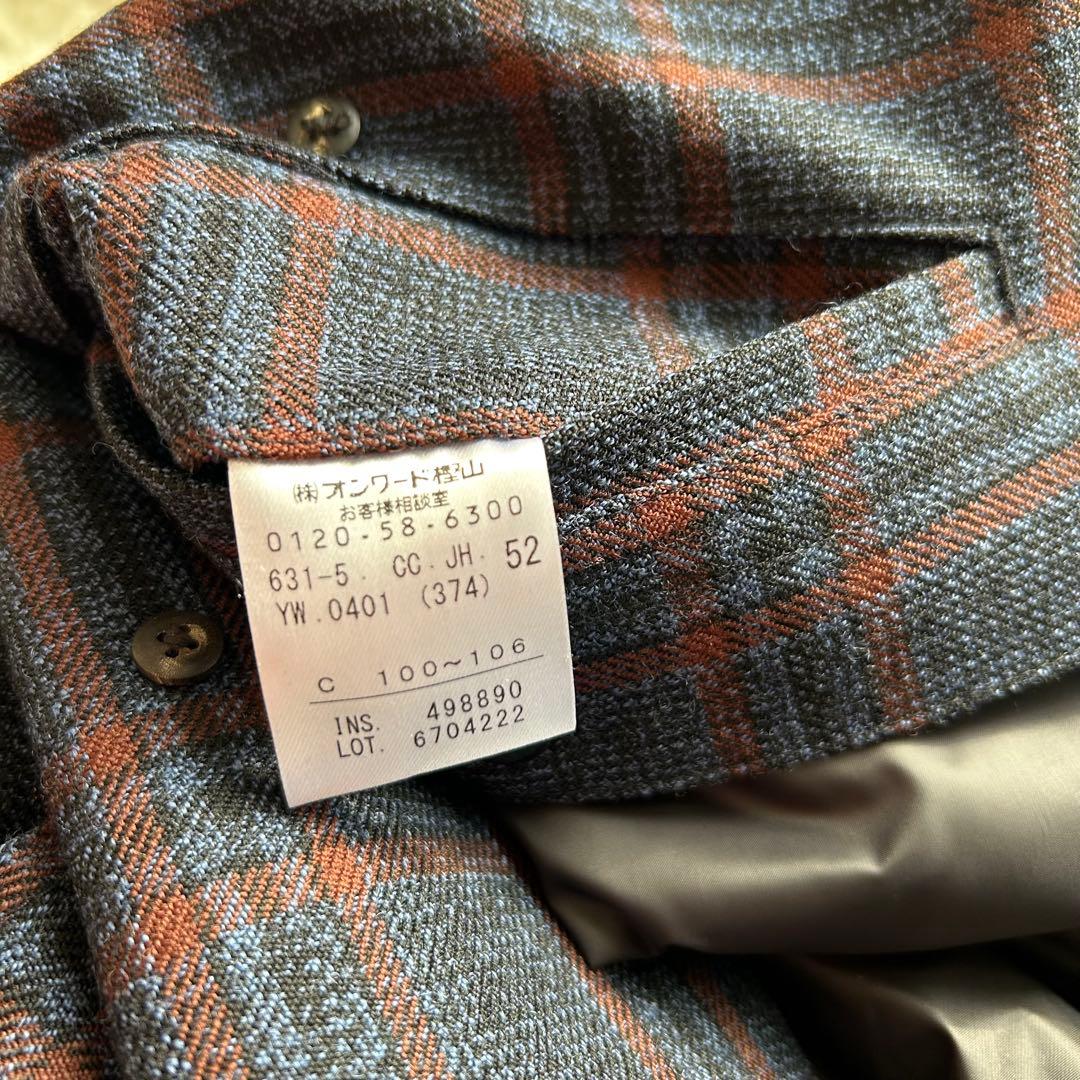 ㈱オンワード樫山
お客様相談室
0120-58-6300
631-5. CC.JH. 52
YW.0401 (374)
C 100~106
INS. 498890
LOT. 6704222